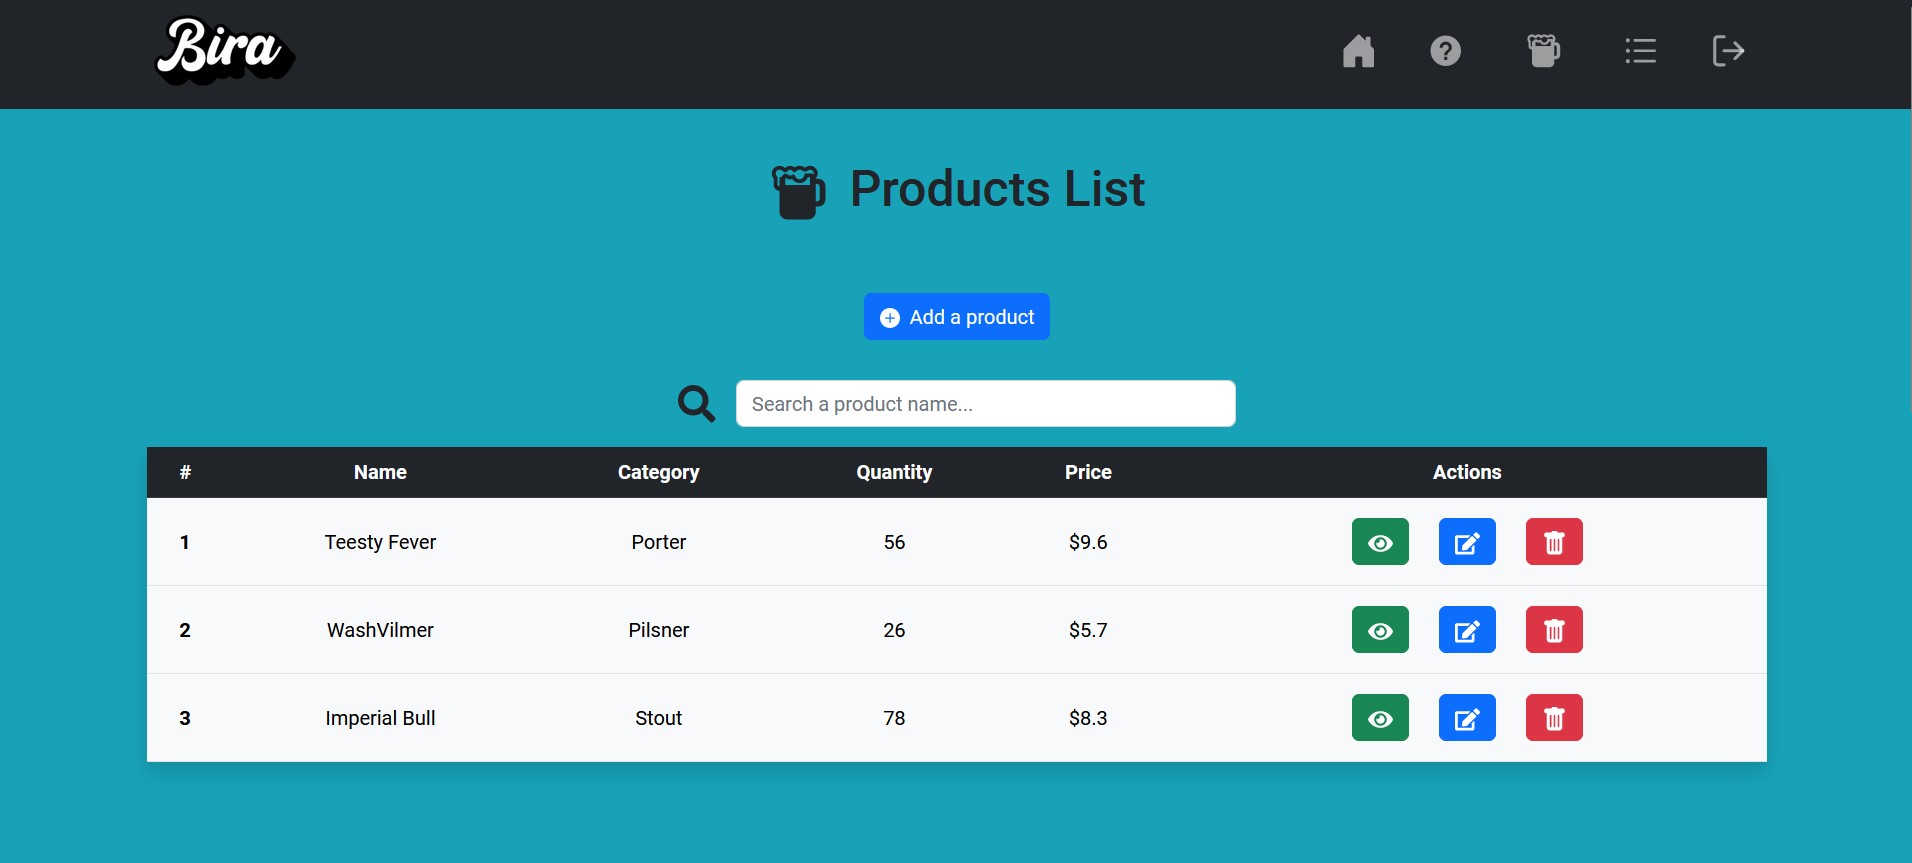 Bira
Products List
Add a product
Search a product name...
# Name Category Quantity Price Actions
1 Teesty Fever Porter 56 $9.6
2 WashVilmer Pilsner 26 $5.7
3 Imperial Bull Stout 78 $8.3